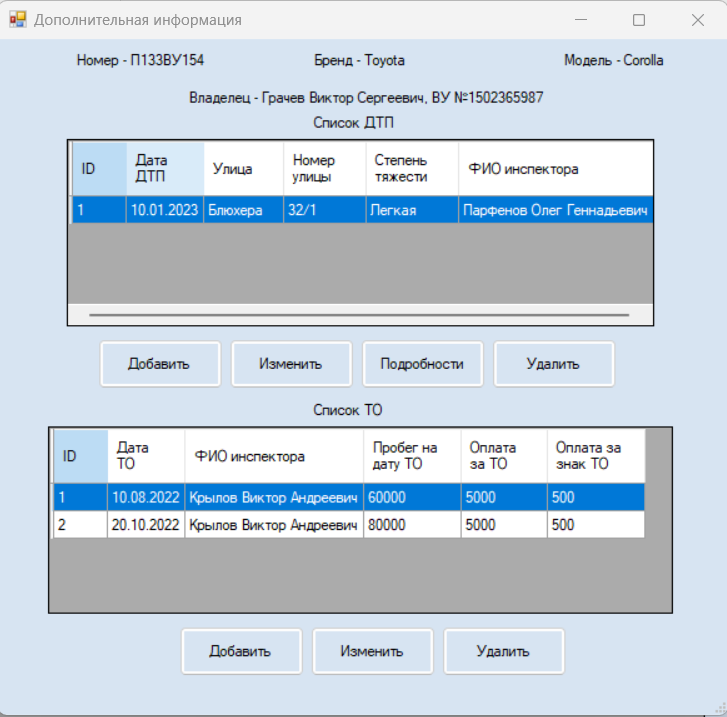 Дополнительная информация
Номер - П133ВУ154 Бренд - Toyota Модель - Corolla
Владелец - Грачев Виктор Сергеевич, ВУ №1502365987
Список ДТП
ID Дата ДТП Улица Номер улицы Степень тяжести ФИО инспектора
1 10.01.2023 Блюхера 32/1 Легкая Парфенов Олег Геннадьевич
Добавить Изменить Подробности Удалить
Список ТО
ID Дата ТО ФИО инспектора Пробег на дату ТО Оплата за ТО Оплата за знак ТО
1 10.08.2022 Крылов Виктор Андреевич 60000 5000 500
2 20.10.2022 Крылов Виктор Андреевич 80000 5000 500
Добавить Изменить Удалить